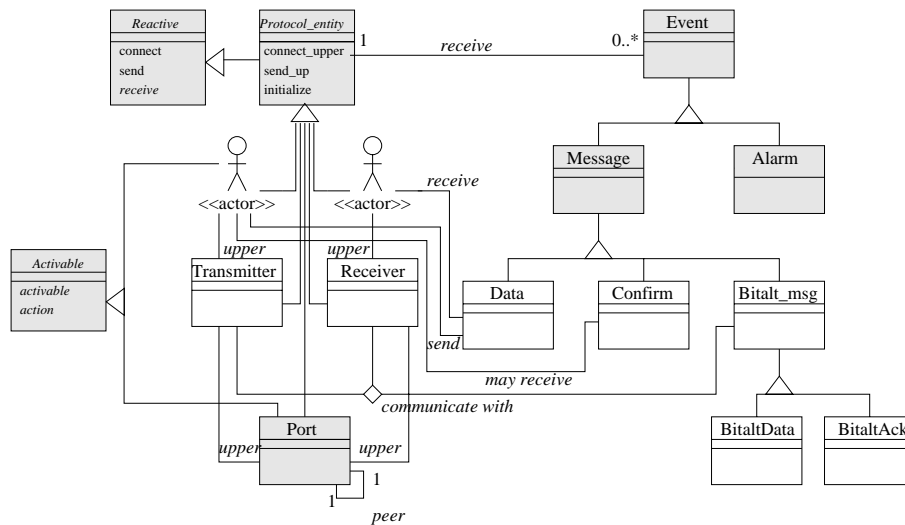 Reactive
connect
send
receive
Protocol_entity
connect_upper
send_up
initialize
1
receive
0..*
Event
Message
Alarm
<<actor>>
<<actor>>
receive
upper
upper
Activable
activable
action
Transmitter
Receiver
Data
Confirm
Bitalt_msg
send
may receive
communicate with
Port
upper
upper
1
1
peer
BitaltData
BitaltAck